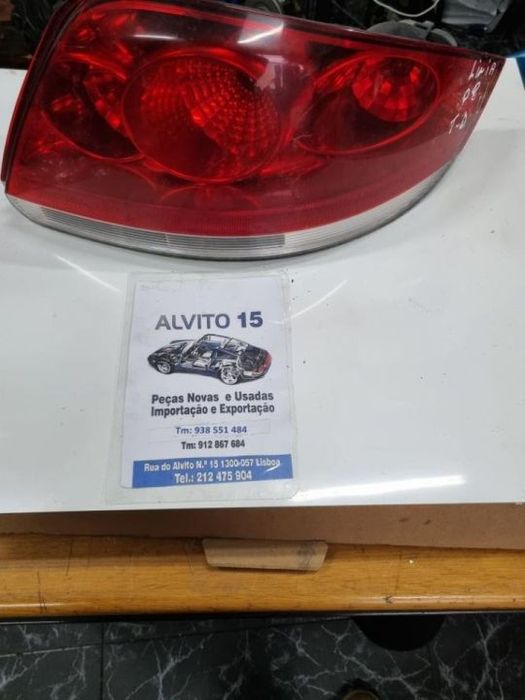 Linia
ALVITO 15
Peças Novas e Usadas
Importação e Exportação
Tm: 938 551 484
Tm: 912 867 684
Rua do Alvito N.º 15 1300-057 Lisboa
Tel.: 212 475 904